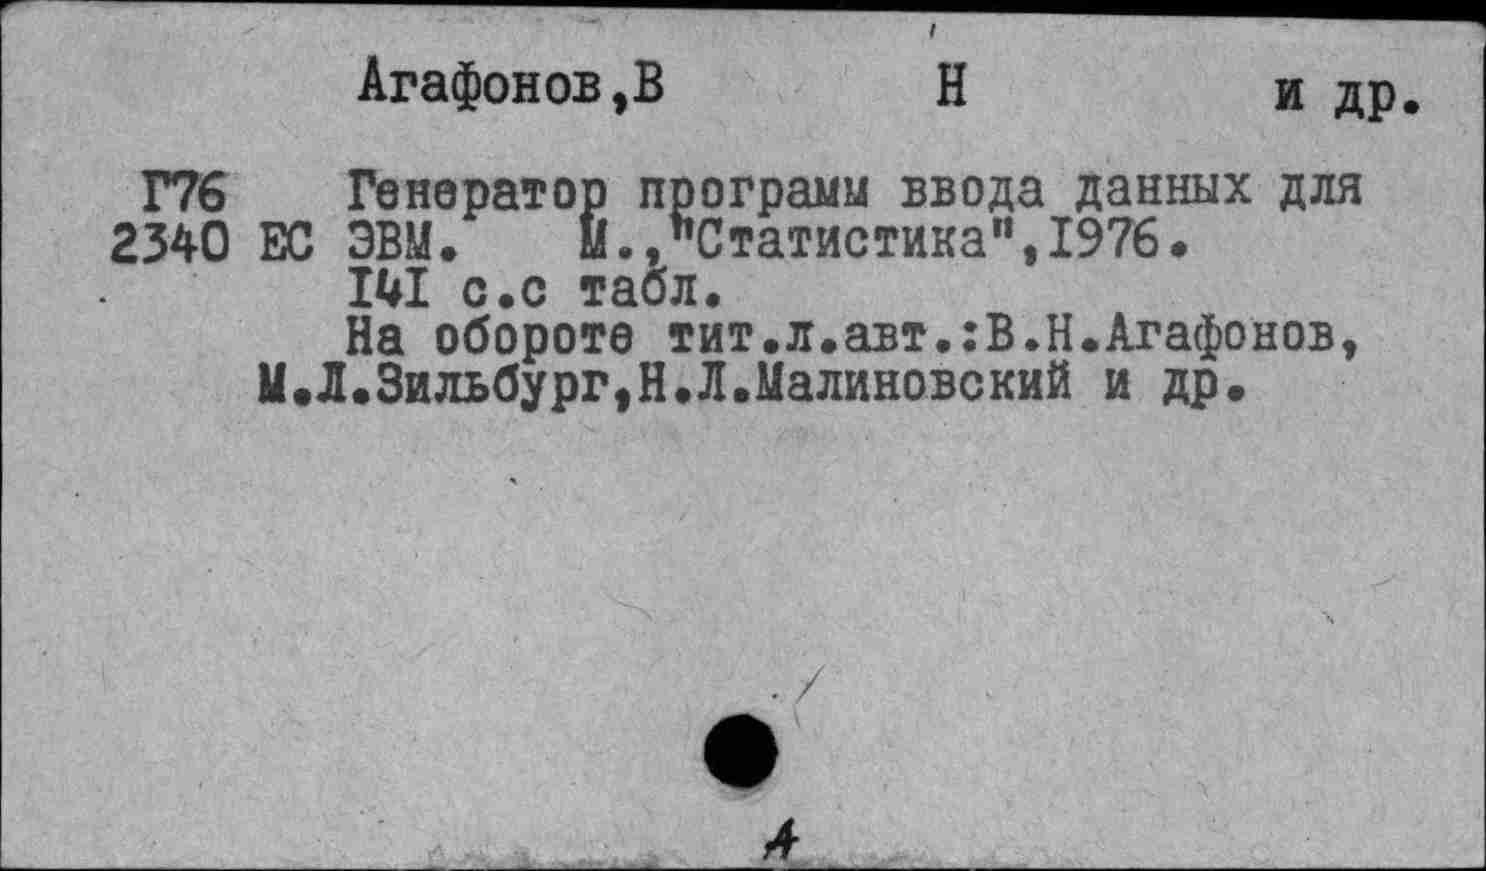 Агафонов,В Н и др.
Г76 Генератор программ ввода данных для
2340 ЕС ЭВМ. М.,"Статистика",1976.
141 с.с табл.
На обороте тит.л.авт.:В.Н.Агафонов,
М.Л.Зильбург,Н.Л.Малиновский и др.
А